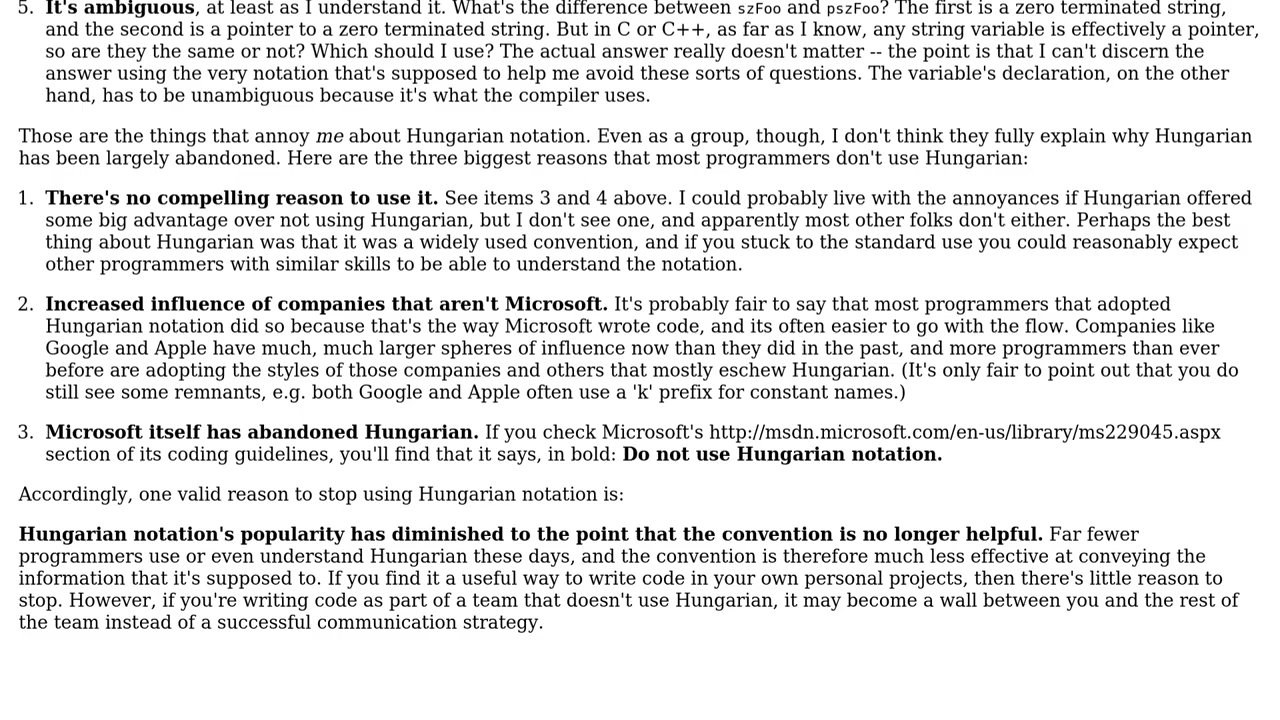 5. It's ambiguous, at least as I understand it. What's the difference between szFoo and pszFoo? The first is a zero terminated string,
and the second is a pointer to a zero terminated string. But in C or C++, as far as I know, any string variable is effectively a pointer,
so are they the same or not? Which should I use? The actual answer really doesn't matter -- the point is that I can't discern the
answer using the very notation that's supposed to help me avoid these sorts of questions. The variable's declaration, on the other
hand, has to be unambiguous because it's what the compiler uses.
Those are the things that annoy me about Hungarian notation. Even as a group, though, I don't think they fully explain why Hungarian
has been largely abandoned. Here are the three biggest reasons that most programmers don't use Hungarian:
1. There's no compelling reason to use it. See items 3 and 4 above. I could probably live with the annoyances if Hungarian offered
some big advantage over not using Hungarian, but I don't see one, and apparently most other folks don't either. Perhaps the best
thing about Hungarian was that it was a widely used convention, and if you stuck to the standard use you could reasonably expect
other programmers with similar skills to be able to understand the notation.
2. Increased influence of companies that aren't Microsoft. It's probably fair to say that most programmers that adopted
Hungarian notation did so because that's the way Microsoft wrote code, and its often easier to go with the flow. Companies like
Google and Apple have much, much larger spheres of influence now than they did in the past, and more programmers than ever
before are adopting the styles of those companies and others that mostly eschew Hungarian. (It's only fair to point out that you do
still see some remnants, e.g. both Google and Apple often use a 'k' prefix for constant names.)
3. Microsoft itself has abandoned Hungarian. If you check Microsoft's http://msdn.microsoft.com/en-us/library/ms229045.aspx
section of its coding guidelines, you'll find that it says, in bold: Do not use Hungarian notation.
Accordingly, one valid reason to stop using Hungarian notation is:
Hungarian notation's popularity has diminished to the point that the convention is no longer helpful. Far fewer
programmers use or even understand Hungarian these days, and the convention is therefore much less effective at conveying the
information that it's supposed to. If you find it a useful way to write code in your own personal projects, then there's little reason to
stop. However, if you're writing code as part of a team that doesn't use Hungarian, it may become a wall between you and the rest of
the team instead of a successful communication strategy.